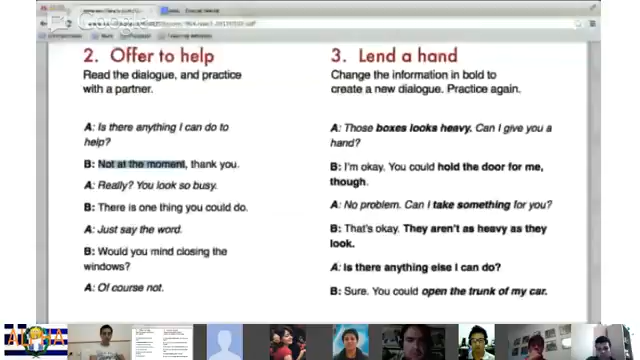 2. Offer to help
Read the dialogue, and practice
with a partner.
A: Is there anything I can do to
help?
B: Not at the moment, thank you.
A: Really? You look so busy.
B: There is one thing you could do.
A: Just say the word.
B: Would you mind closing the
windows?
A: Of course not.
3. Lend a hand
Change the information in bold to
create a new dialogue. Practice again.
A: Those boxes looks heavy. Can I give you a
hand?
B: I'm okay. You could hold the door for me,
though.
A: No problem. Can I take something for you?
B: That's okay. They aren't as heavy as they
look.
A: Is there anything else I can do?
B: Sure. You could open the trunk of my car.